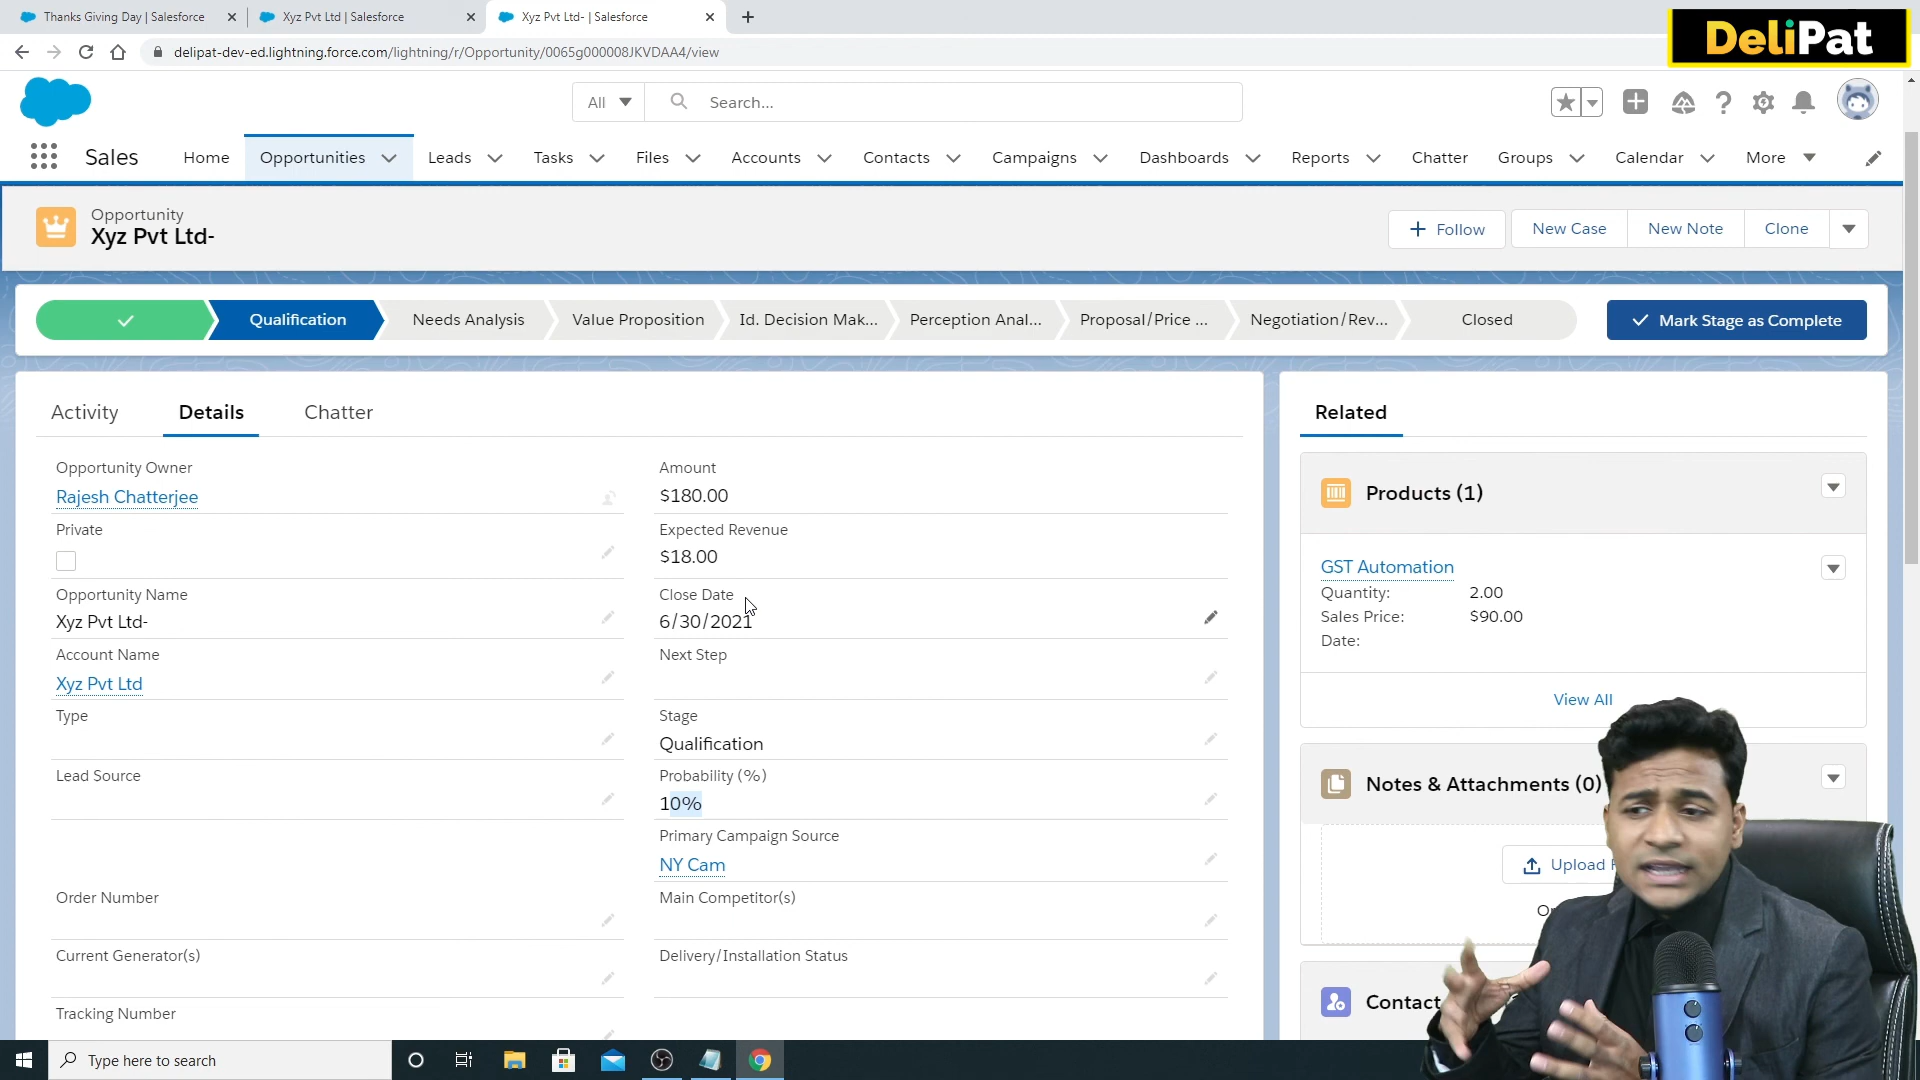 Thanks Giving Day | Salesforce
Xyz Pvt Ltd | Salesforce
Xyz Pvt Ltd- | Salesforce
delipat-dev-ed.lightning.force.com/lightning/r/Opportunity/0065g000008JKVDAA4/view
DeliPat
All
Search...
Sales
Home
Opportunities
Leads
Tasks
Files
Accounts
Contacts
Campaigns
Dashboards
Reports
Chatter
Groups
Calendar
More
Opportunity
Xyz Pvt Ltd-
Follow
New Case
New Note
Clone
Qualification
Needs Analysis
Value Proposition
Id. Decision Mak...
Perception Anal...
Proposal/Price ...
Negotiation/Rev...
Closed
Mark Stage as Complete
Activity
Details
Chatter
Opportunity Owner
Rajesh Chatterjee
Private
Opportunity Name
Xyz Pvt Ltd-
Account Name
Xyz Pvt Ltd
Type
Lead Source
Order Number
Current Generator(s)
Tracking Number
Amount
$180.00
Expected Revenue
$18.00
Close Date
6/30/2021
Next Step
Stage
Qualification
Probability (%)
10%
Primary Campaign Source
NY Cam
Main Competitor(s)
Delivery/Installation Status
Related
Products (1)
GST Automation
Quantity: 2.00
Sales Price: $90.00
Date:
View All
Notes & Attachments (0)
Upload
Contact
Type here to search